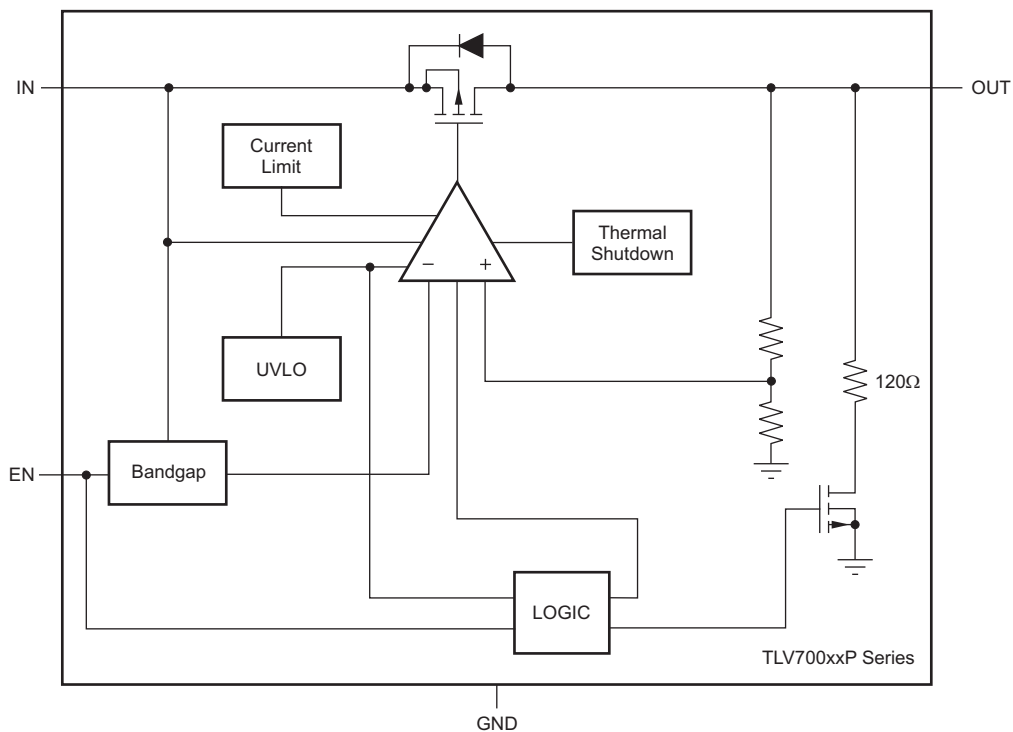 IN
OUT
Current
Limit
Thermal
Shutdown
−
+
UVLO
120Ω
EN
Bandgap
LOGIC
TLV700xxP Series
GND